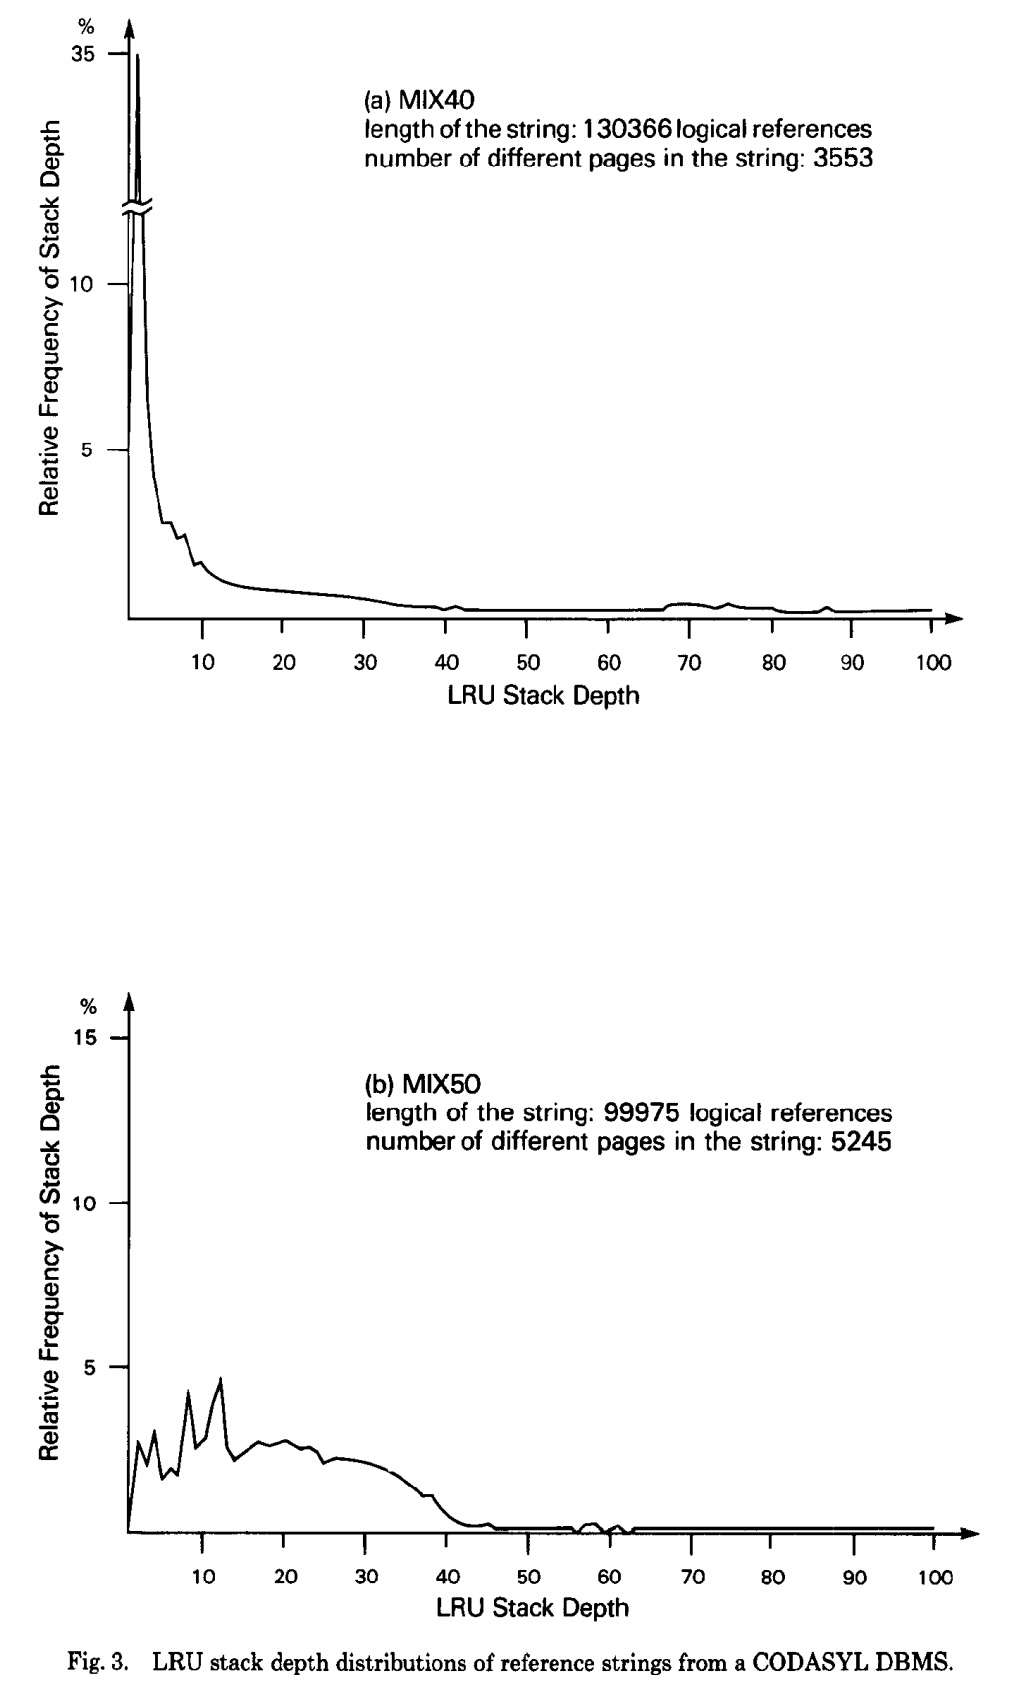 %
35
(a) MIX40
length of the string: 130366 logical references
number of different pages in the string: 3553
Relative Frequency of Stack Depth
10
5
10 20 30 40 50 60 70 80 90 100
LRU Stack Depth
%
15
(b) MIX50
length of the string: 99975 logical references
number of different pages in the string: 5245
Relative Frequency of Stack Depth
10
5
10 20 30 40 50 60 70 80 90 100
LRU Stack Depth
Fig. 3. LRU stack depth distributions of reference strings from a CODASYL DBMS.